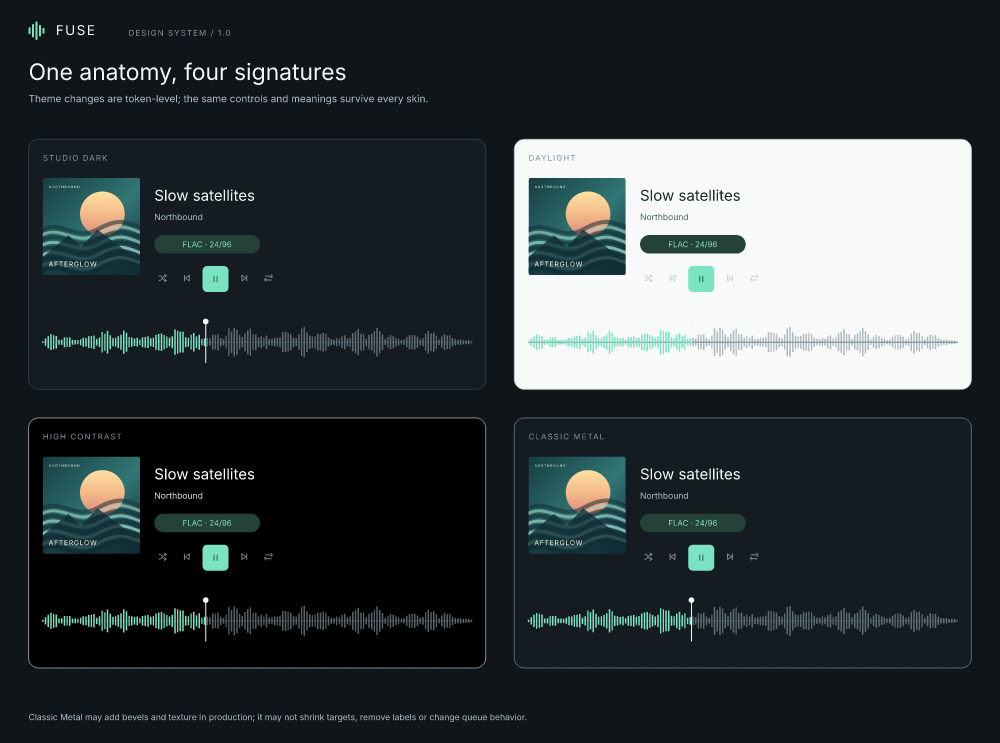 FUSE
DESIGN SYSTEM / 1.0
One anatomy, four signatures
Theme changes are token-level; the same controls and meanings survive every skin.
STUDIO DARK
NORTHBOUND
AFTERGLOW
Slow satellites
Northbound
FLAC · 24/96
DAYLIGHT
NORTHBOUND
AFTERGLOW
Slow satellites
Northbound
FLAC · 24/96
HIGH CONTRAST
NORTHBOUND
AFTERGLOW
Slow satellites
Northbound
FLAC · 24/96
CLASSIC METAL
NORTHBOUND
AFTERGLOW
Slow satellites
Northbound
FLAC · 24/96
Classic Metal may add bevels and texture in production; it may not shrink targets, remove labels or change queue behavior.